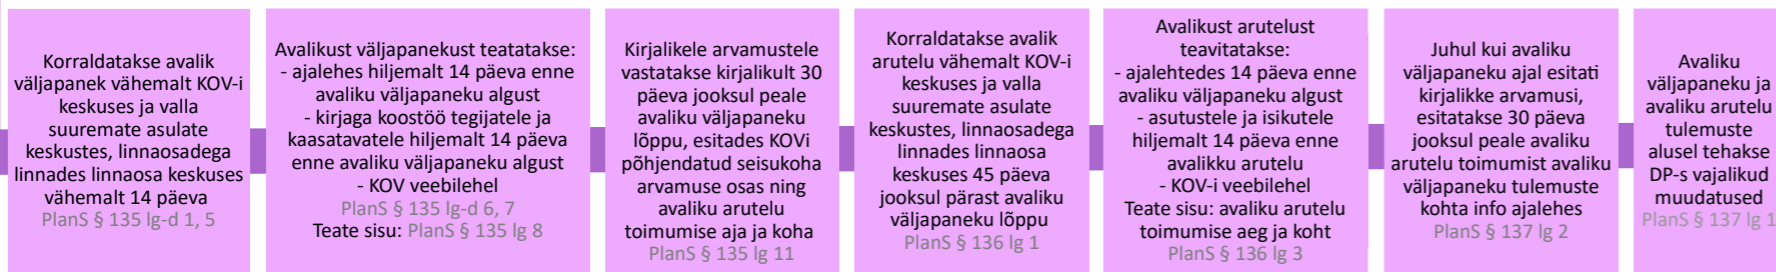 Korraldatakse avalik
väljapanek vähemalt KOV-i
keskuses ja valla
suuremate asulate
keskustes, linnaosadega
linnades linnaosa keskuses
vähemalt 14 päeva
PlanS § 135 lg-d 1, 5
Avalikust väljapanekust teatatakse:
- ajalehes hiljemalt 14 päeva enne
avaliku väljapaneku algust
- kirjaga koostöö tegijatele ja
kaasatavatele hiljemalt 14 päeva
enne avaliku väljapaneku algust
- KOV veebilehel
PlanS § 135 lg-d 6, 7
Teate sisu: PlanS § 135 lg 8
Kirjalikele arvamustele
vastatakse kirjalikult 30
päeva jooksul peale
avaliku väljapaneku
lõppu, esitades KOVi
põhjendatud seisukoha
arvamuse osas ning
avaliku arutelu
toimumise aja ja koha
PlanS § 135 lg 11
Korraldatakse avalik
arutelu vähemalt KOV-i
keskuses ja valla
suuremate asulate
keskustes, linnaosadega
linnades linnaosa
keskuses 45 päeva
jooksul pärast avaliku
väljapaneku lõppu
PlanS § 136 lg 1
Avalikust arutelust
teavitatakse:
- ajalehtedes 14 päeva enne
avaliku väljapaneku algust
- asutustele ja isikutele
hiljemalt 14 päeva enne
avalikku arutelu
- KOV-i veebilehel
Teate sisu: avaliku arutelu
toimumise aeg ja koht
PlanS § 136 lg 3
Juhul kui avaliku
väljapaneku ajal esitati
kirjalikke arvamusi,
esitatakse 30 päeva
jooksul peale avaliku
arutelu toimumist avaliku
väljapaneku tulemuste
kohta info ajalehes
PlanS § 137 lg 2
Avaliku
väljapaneku ja
avaliku arutelu
tulemuste
alusel tehakse
DP-s vajalikud
muudatused
PlanS § 137 lg 1